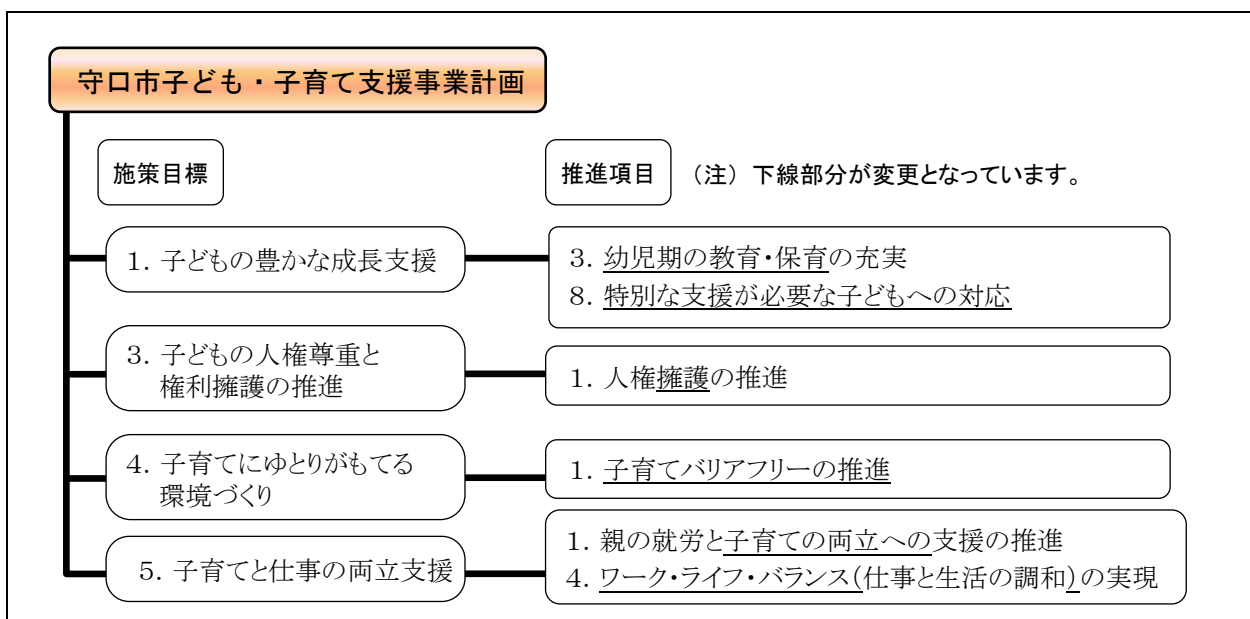 守口市子ども・子育て支援事業計画
施策目標
推進項目 （注） 下線部分が変更となっています。
1. 子どもの豊かな成長支援
3. 幼児期の教育・保育の充実
8. 特別な支援が必要な子どもへの対応
3. 子どもの人権尊重と
権利擁護の推進
1. 人権擁護の推進
4. 子育てにゆとりがもてる
環境づくり
1. 子育てバリアフリーの推進
5. 子育てと仕事の両立支援
1. 親の就労と子育ての両立への支援の推進
4. ワーク・ライフ・バランス(仕事と生活の調和)の実現